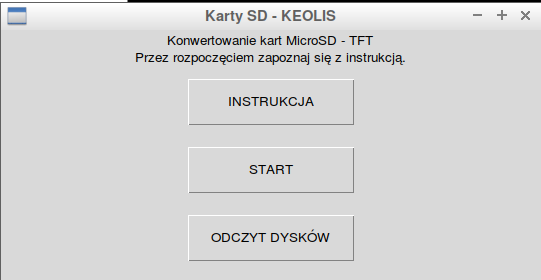 Karty SD - KEOLIS
Konwertowanie kart MicroSD - TFT
Przez rozpoczęciem zapoznaj się z instrukcją.
INSTRUKCJA
START
ODCZYT DYSKÓW